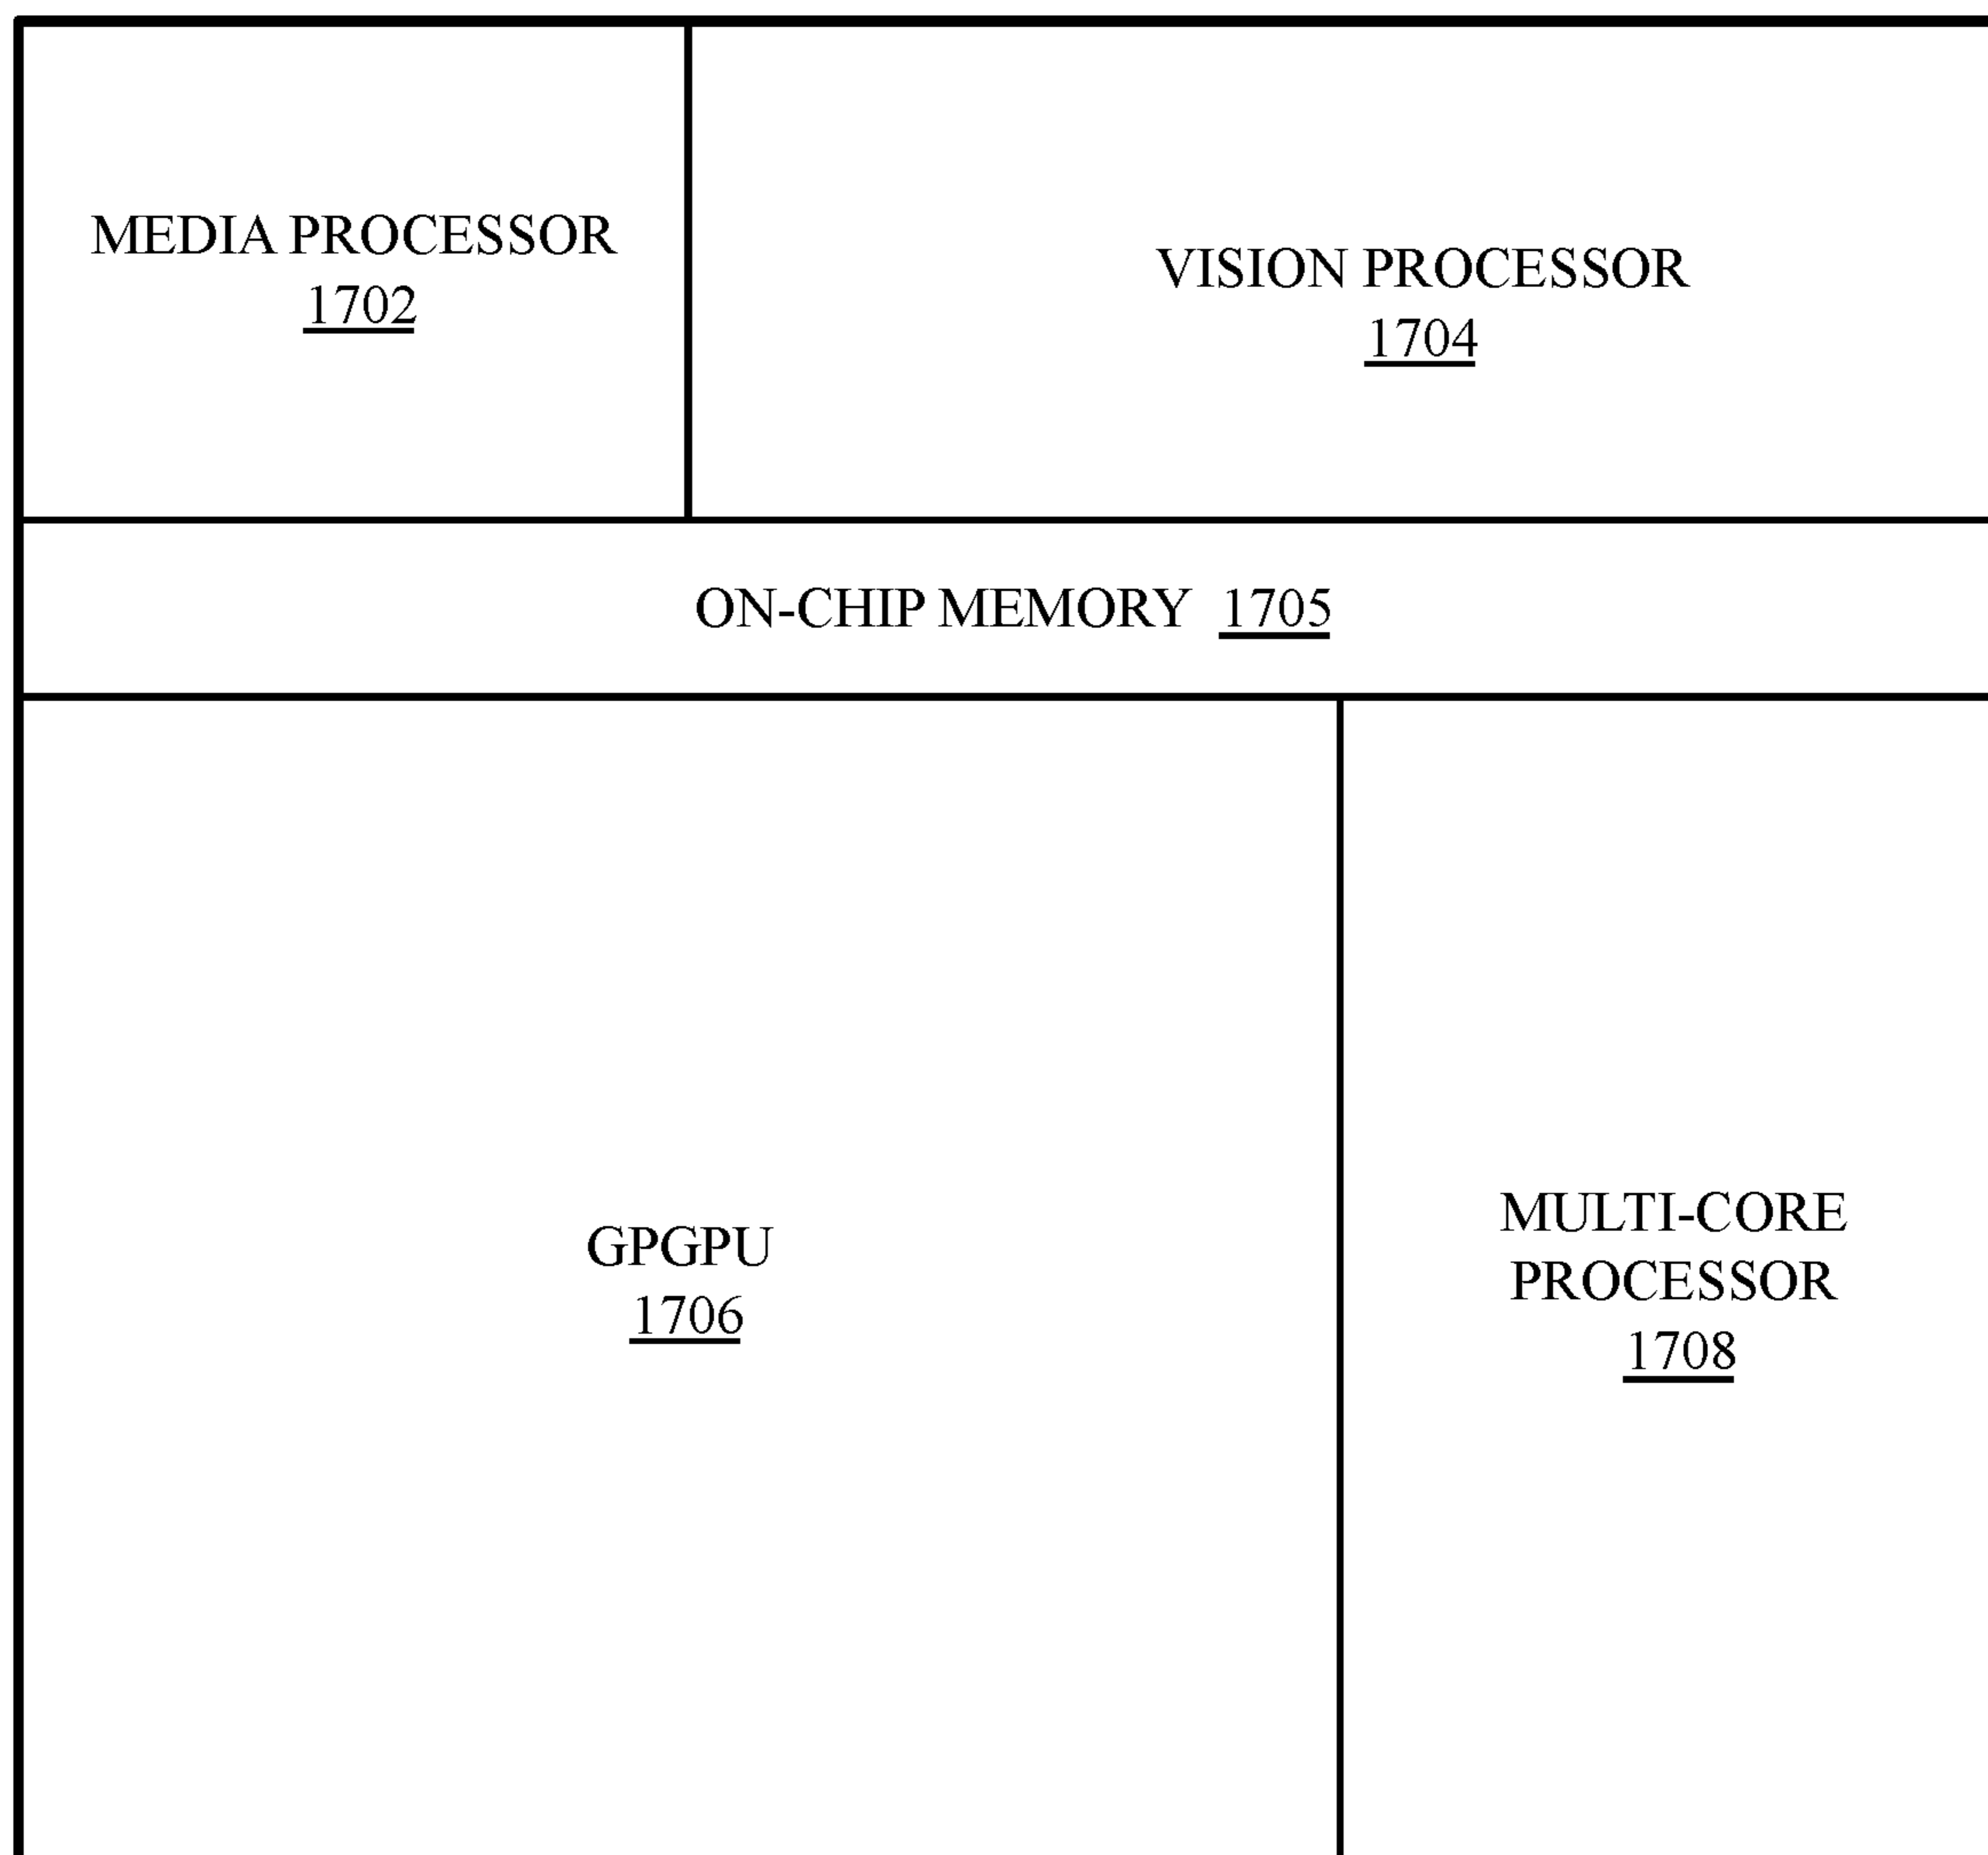 MEDIA PROCESSOR
1702
VISION PROCESSOR
1704
ON-CHIP MEMORY 1705
GPGPU
1706
MULTI-CORE
PROCESSOR
1708